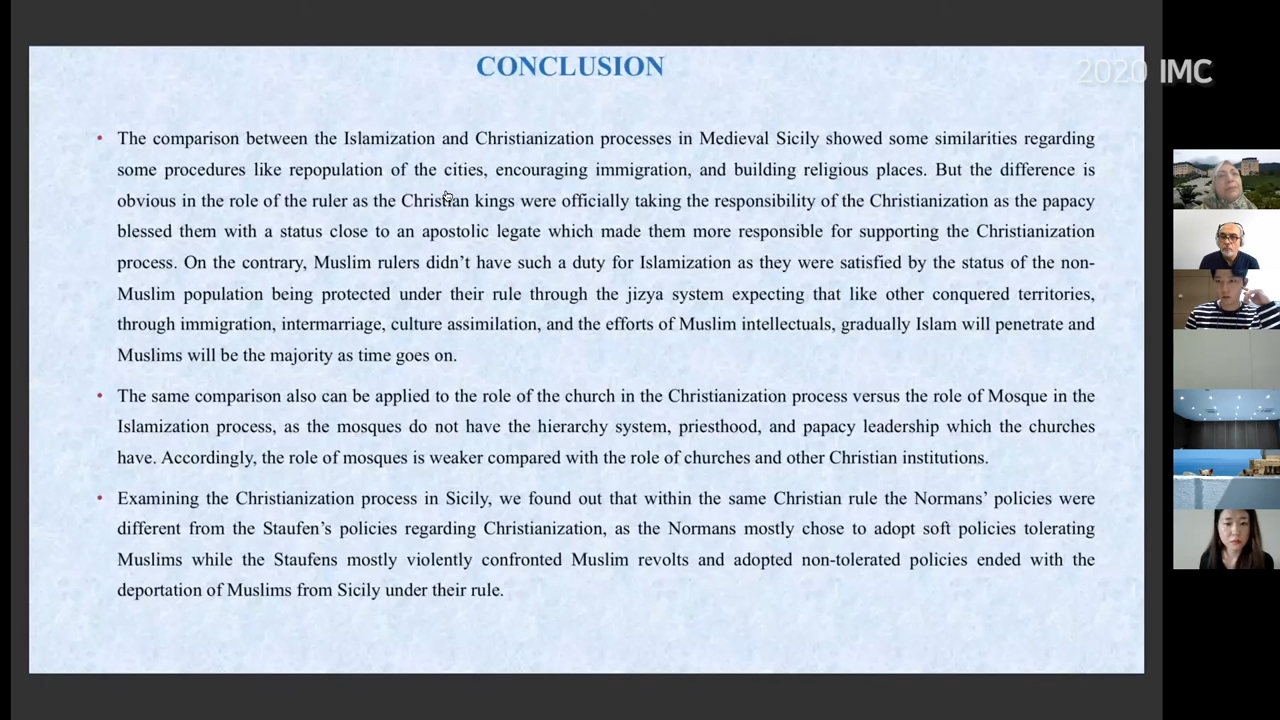 CONCLUSION
2020 IMC
• The comparison between the Islamization and Christianization processes in Medieval Sicily showed some similarities regarding
some procedures like repopulation of the cities, encouraging immigration, and building religious places. But the difference is
obvious in the role of the ruler as the Christian kings were officially taking the responsibility of the Christianization as the papacy
blessed them with a status close to an apostolic legate which made them more responsible for supporting the Christianization
process. On the contrary, Muslim rulers didn’t have such a duty for Islamization as they were satisfied by the status of the non-
Muslim population being protected under their rule through the jizya system expecting that like other conquered territories,
through immigration, intermarriage, culture assimilation, and the efforts of Muslim intellectuals, gradually Islam will penetrate and
Muslims will be the majority as time goes on.
• The same comparison also can be applied to the role of the church in the Christianization process versus the role of Mosque in the
Islamization process, as the mosques do not have the hierarchy system, priesthood, and papacy leadership which the churches
have. Accordingly, the role of mosques is weaker compared with the role of churches and other Christian institutions.
• Examining the Christianization process in Sicily, we found out that within the same Christian rule the Normans’ policies were
different from the Staufen’s policies regarding Christianization, as the Normans mostly chose to adopt soft policies tolerating
Muslims while the Staufens mostly violently confronted Muslim revolts and adopted non-tolerated policies ended with the
deportation of Muslims from Sicily under their rule.